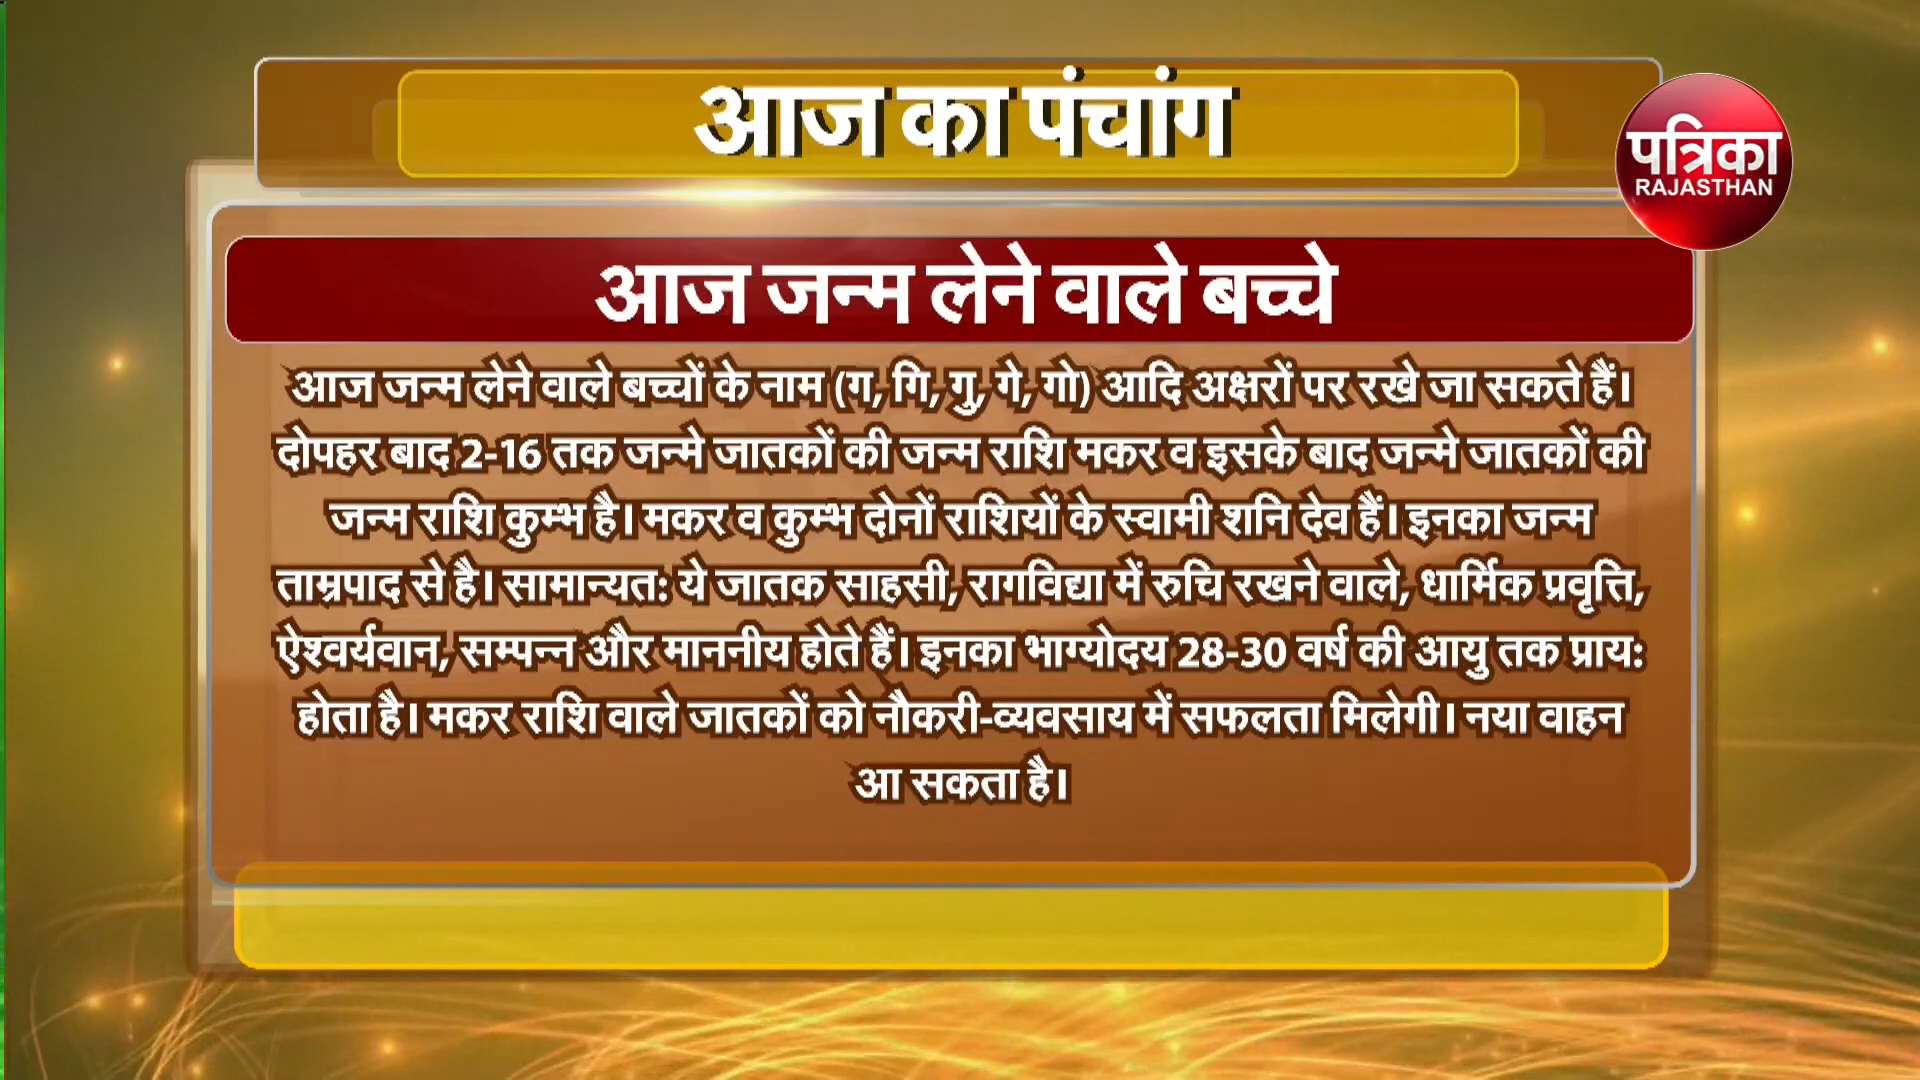 आज का पंचांग
पत्रिका
RAJASTHAN
आज जन्म लेने वाले बच्चे
आज जन्म लेने वाले बच्चों के नाम (ग, गि, गु, गे, गो) आदि अक्षरों पर रखे जा सकते हैं।
दोपहर बाद 2-16 तक जन्मे जातकों की जन्म राशि मकर व इसके बाद जन्मे जातकों की
जन्म राशि कुम्भ है। मकर व कुम्भ दोनों राशियों के स्वामी शनि देव हैं। इनका जन्म
ताम्रपाद से है। सामान्यत: ये जातक साहसी, रागविद्या में रुचि रखने वाले, धार्मिक प्रवृत्ति,
ऐश्वर्यवान, सम्पन्न और माननीय होते हैं। इनका भाग्योदय 28-30 वर्ष की आयु तक प्राय:
होता है। मकर राशि वाले जातकों को नौकरी-व्यवसाय में सफलता मिलेगी। नया वाहन
आ सकता है।